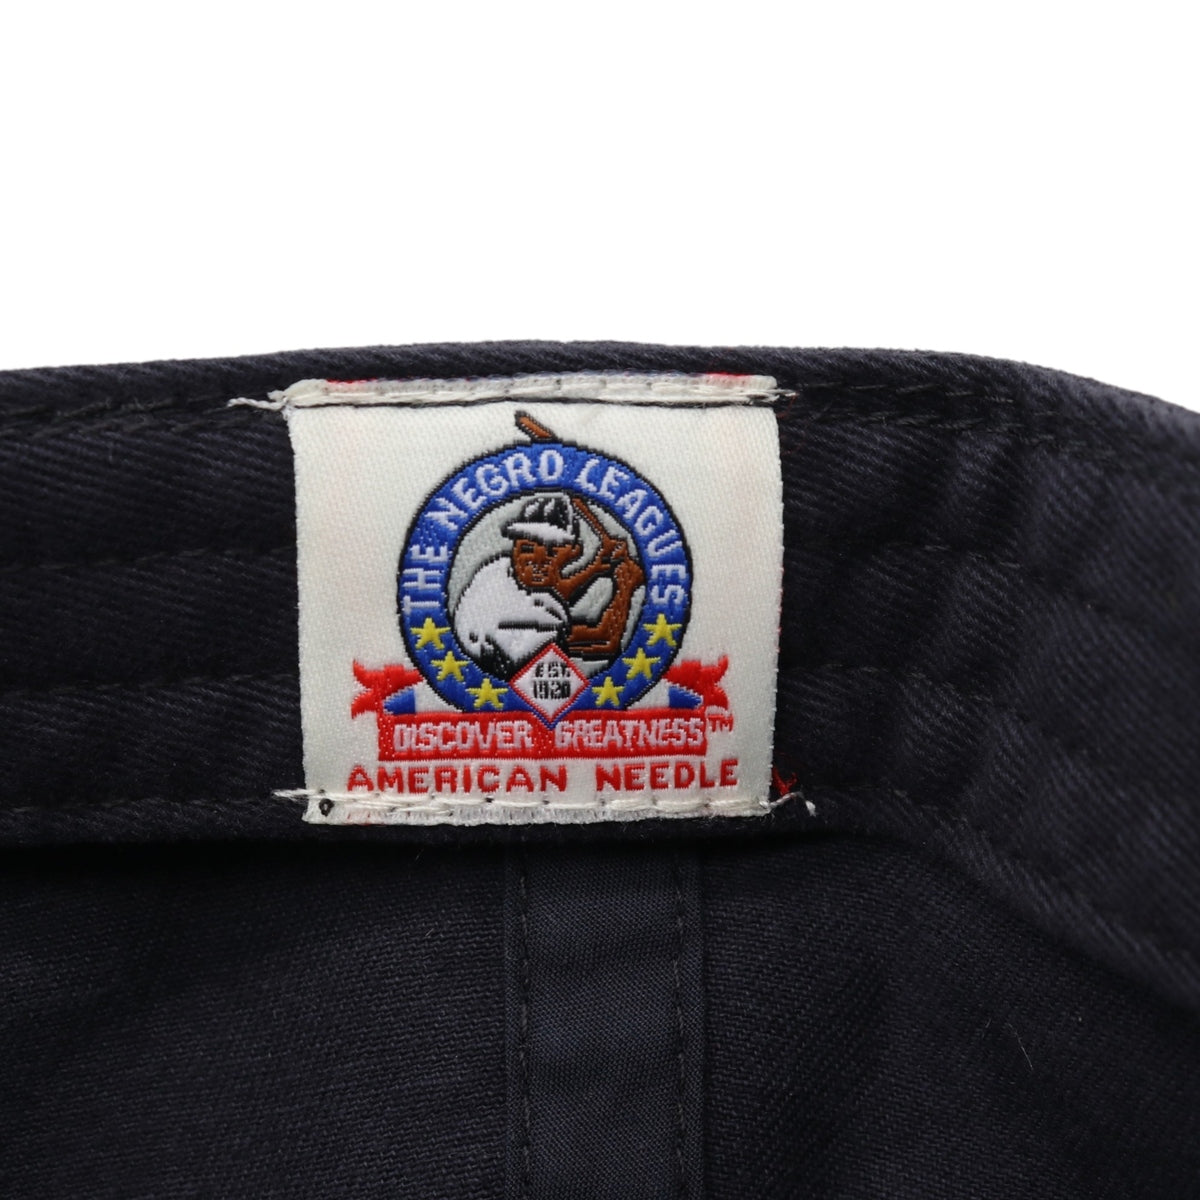 THE NEGRO LEAGUES
EST.
1920
DISCOVER GREATNESS™
AMERICAN NEEDLE